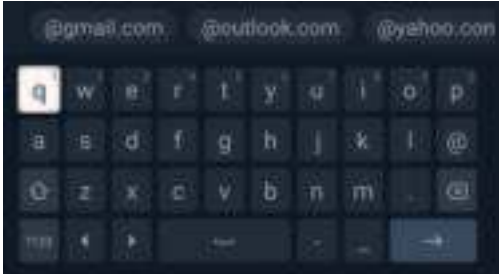 @gmail.com @outlook.com @yahoo.con
q w e r t y u i o p
a s d f g h j k l @
z x c v b n m .
- _